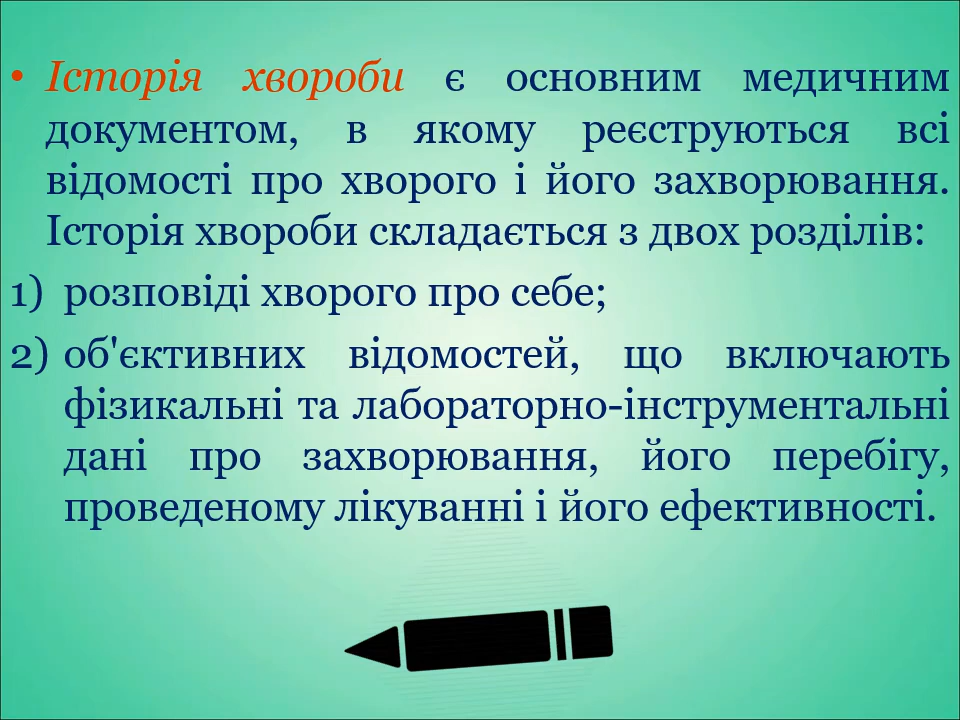 • Історія хвороби є основним медичним
документом, в якому реєструються всі
відомості про хворого і його захворювання.
Історія хвороби складається з двох розділів:
1) розповіді хворого про себе;
2) об'єктивних відомостей, що включають
фізикальні та лабораторно-інструментальні
дані про захворювання, його перебігу,
проведеному лікуванні і його ефективності.